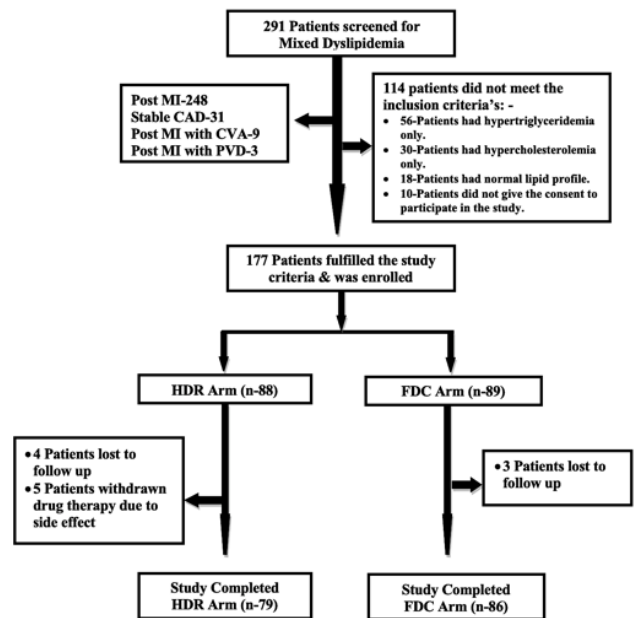 291 Patients screened for
Mixed Dyslipidemia
Post MI-248
Stable CAD-31
Post MI with CVA-9
Post MI with PVD-3
114 patients did not meet the
inclusion criteria's: -
• 56-Patients had hypertriglyceridemia
only.
• 30-Patients had hypercholesterolemia
only.
• 18-Patients had normal lipid profile.
• 10-Patients did not give the consent to
participate in the study.
177 Patients fulfilled the study
criteria & was enrolled
HDR Arm (n-88)
FDC Arm (n-89)
• 4 Patients lost to
follow up
• 5 Patients withdrawn
drug therapy due to
side effect
• 3 Patients lost to
follow up
Study Completed
HDR Arm (n-79)
Study Completed
FDC Arm (n-86)